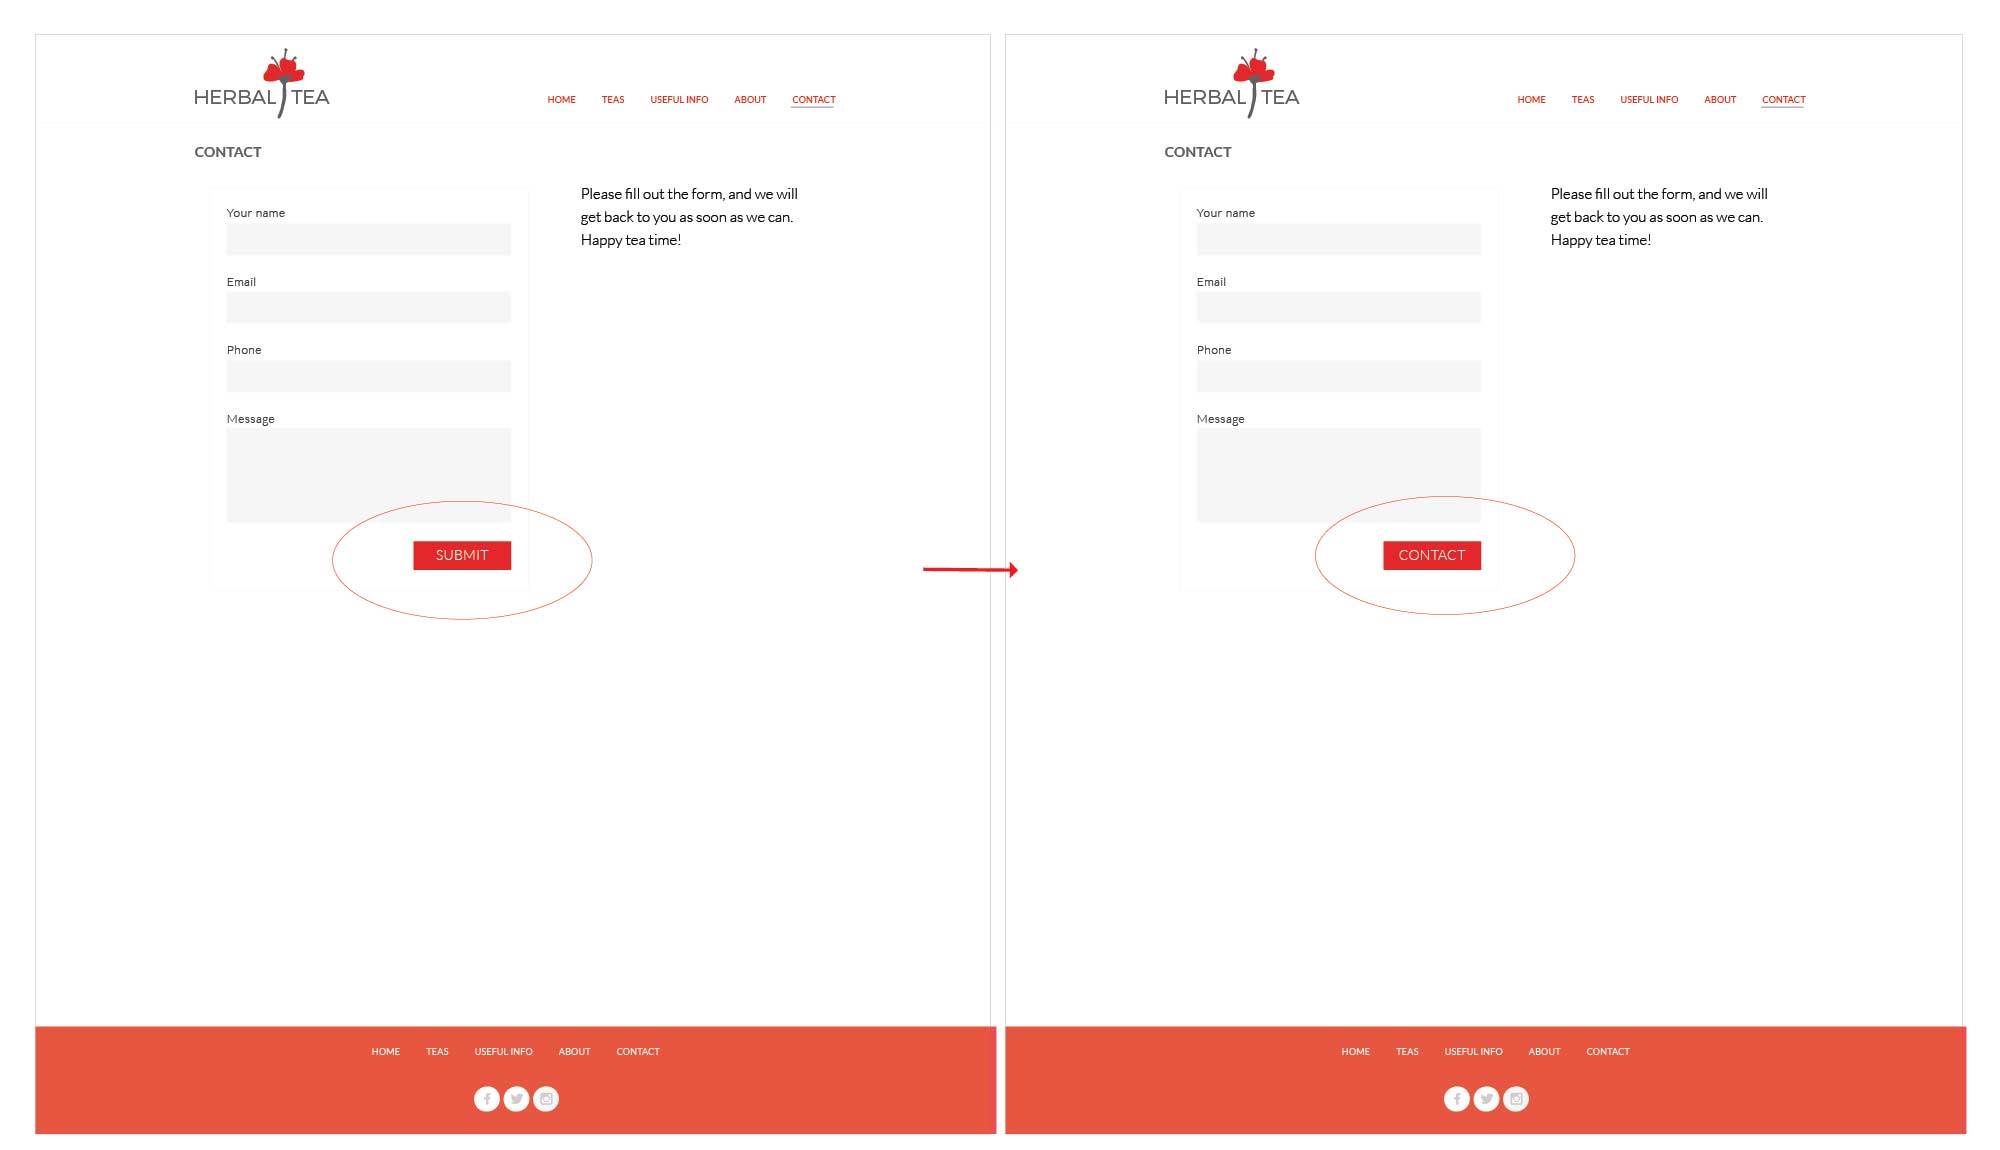 HERBAL TEA
HOME TEAS USEFUL INFO ABOUT CONTACT
CONTACT
Your name
Email
Phone
Message
SUBMIT
Please fill out the form, and we will
get back to you as soon as we can.
Happy tea time!
HOME TEAS USEFUL INFO ABOUT CONTACT
HERBAL TEA
HOME TEAS USEFUL INFO ABOUT CONTACT
CONTACT
Your name
Email
Phone
Message
CONTACT
Please fill out the form, and we will
get back to you as soon as we can.
Happy tea time!
HOME TEAS USEFUL INFO ABOUT CONTACT